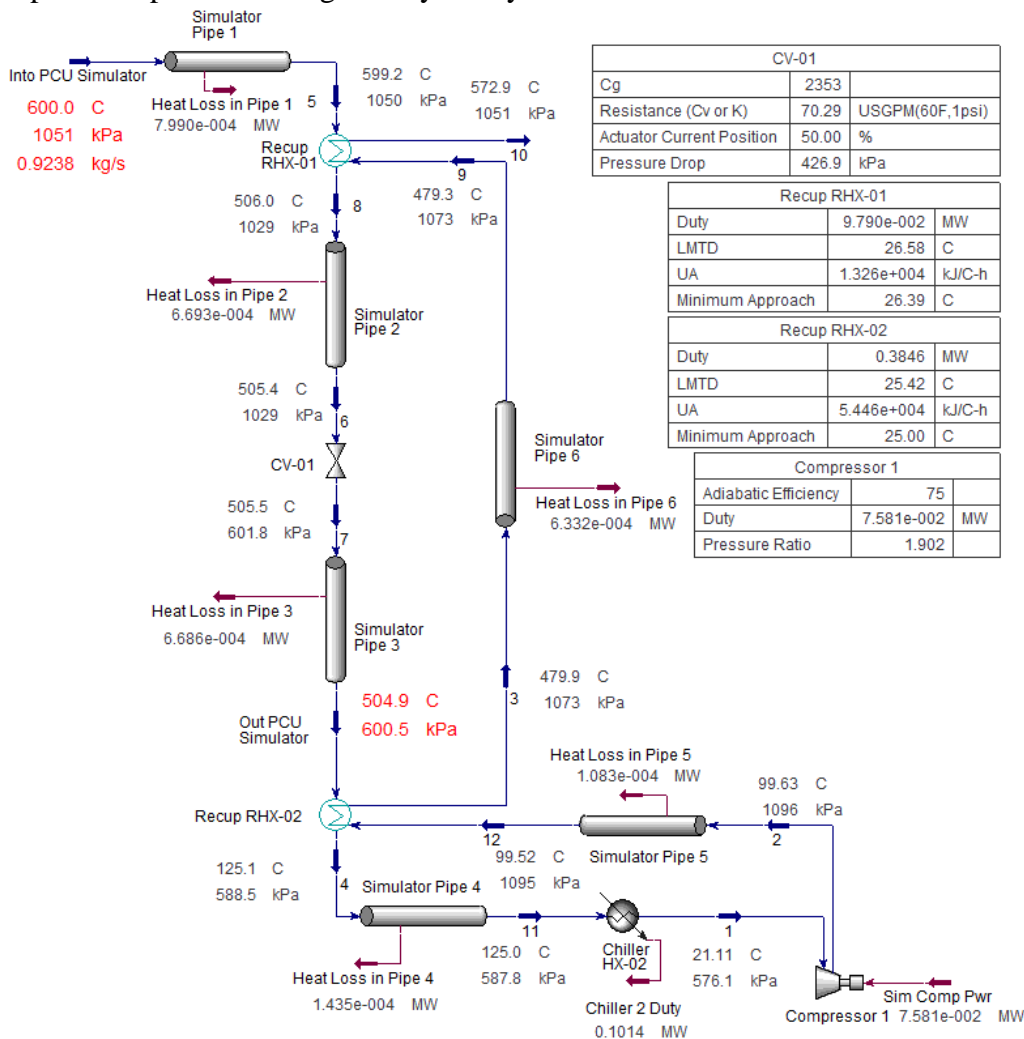 Simulator
Pipe 1
Into PCU Simulator
600.0 C
1051 kPa
0.9238 kg/s
Heat Loss in Pipe 1
7.990e-004 MW
5
599.2 C
1050 kPa
572.9 C
1051 kPa
10
Recup
RHX-01
9
479.3 C
1073 kPa
506.0 C
1029 kPa
8
Heat Loss in Pipe 2
6.693e-004 MW
Simulator
Pipe 2
505.4 C
1029 kPa
6
CV-01
505.5 C
601.8 kPa
7
Heat Loss in Pipe 3
6.686e-004 MW
Simulator
Pipe 3
504.9 C
600.5 kPa
Out PCU
Simulator
Simulator
Pipe 6
Heat Loss in Pipe 6
6.332e-004 MW
3
479.9 C
1073 kPa
Recup RHX-02
Heat Loss in Pipe 5
1.083e-004 MW
99.63 C
1096 kPa
2
12
Simulator Pipe 5
99.52 C
1095 kPa
125.1 C
588.5 kPa
4
Simulator Pipe 4
11
125.0 C
587.8 kPa
Heat Loss in Pipe 4
1.435e-004 MW
Chiller
HX-02
Chiller 2 Duty
0.1014 MW
1
21.11 C
576.1 kPa
Sim Comp Pwr
Compressor 1 7.581e-002 MW
CV-01
Cg 2353
Resistance (Cv or K) 70.29 USGPM(60F,1psi)
Actuator Current Position 50.00 %
Pressure Drop 426.9 kPa
Recup RHX-01
Duty 9.790e-002 MW
LMTD 26.58 C
UA 1.326e+004 kJ/C-h
Minimum Approach 26.39 C
Recup RHX-02
Duty 0.3846 MW
LMTD 25.42 C
UA 5.446e+004 kJ/C-h
Minimum Approach 25.00 C
Compressor 1
Adiabatic Efficiency 75
Duty 7.581e-002 MW
Pressure Ratio 1.902